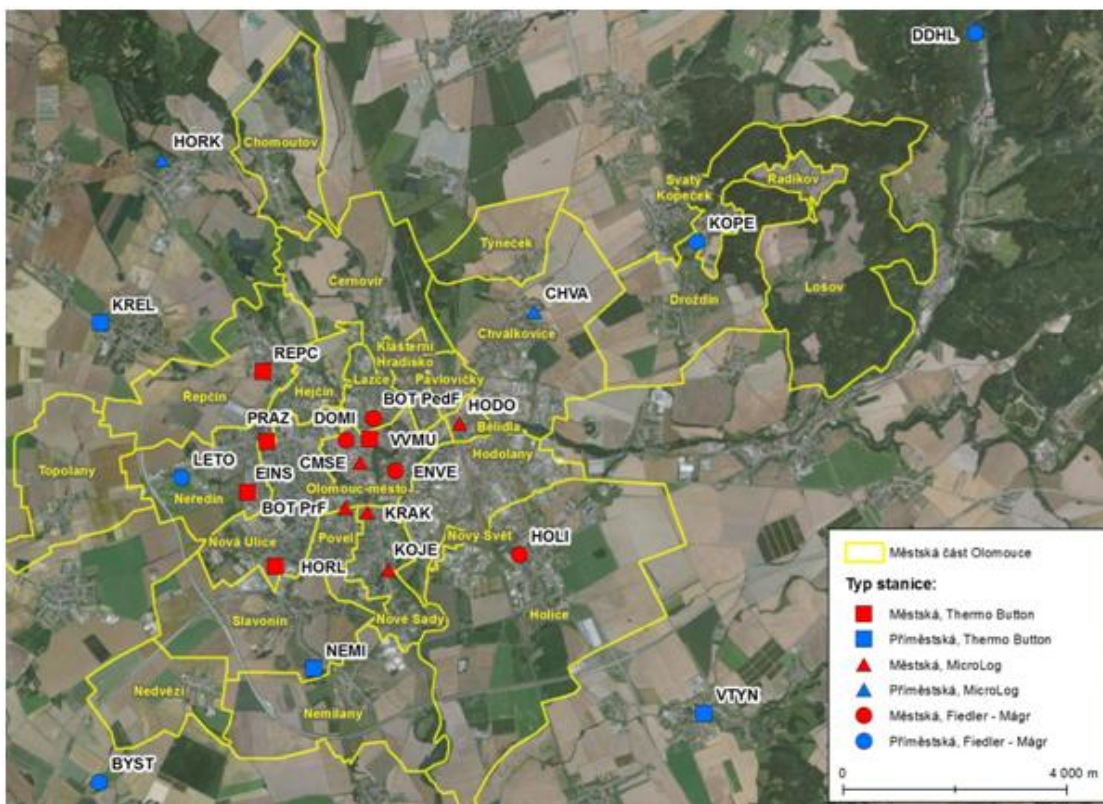 DDHL
HORK
Chomoutov
Radíkov
Svatý
Kopeček
KOPE
Týneček
Černovír
Lošov
KREL
CHVA
Droždín
Chválkovice
Klášterní
Hradisko
REPC
Lazce
Pavlovičky
Řepčín
Hejčín
BOT PedF
HODO
PRAZ
DOMI
Bělidla
VVMU
Hodolany
LETO
CMSE
ENVE
Topolany
EINS
Neředín
Olomouc-město
BOT PrF
KRAK
Nová Ulice
Povel
Nový Svět
HOLI
KOJE
HORL
Slavonín
Nové Sady
Holice
NEMI
Nedvězí
Nemilany
VTYN
BYST
Městská část Olomouce
Typ stanice:
Městská, Thermo Button
Příměstská, Thermo Button
Městská, MicroLog
Příměstská, MicroLog
Městská, Fiedler - Mágr
Příměstská, Fiedler - Mágr
0 4 000 m